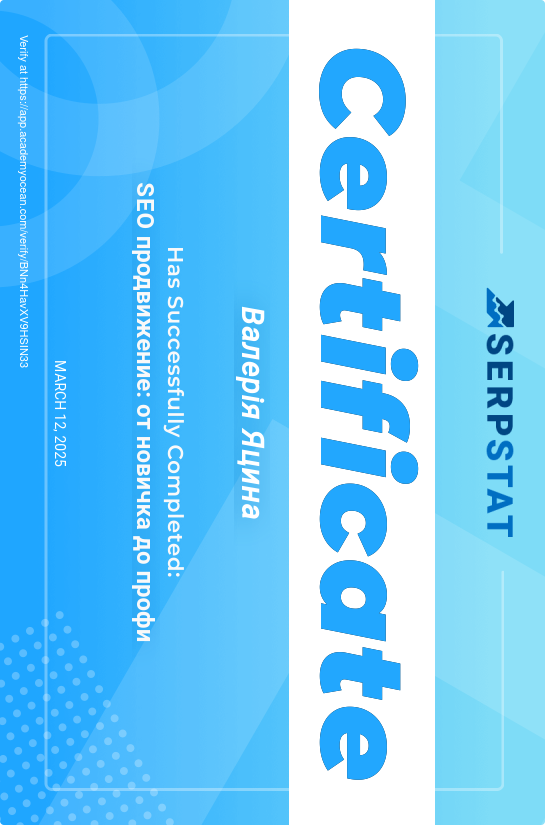 SERPSTAT
Certificate
Валерія Яцина
Has Successfully Completed:
SEO продвижение: от новичка до профи
MARCH 12, 2025
Verify at https://app.academyocean.com/verify/BNn4HavXV9HSIN33